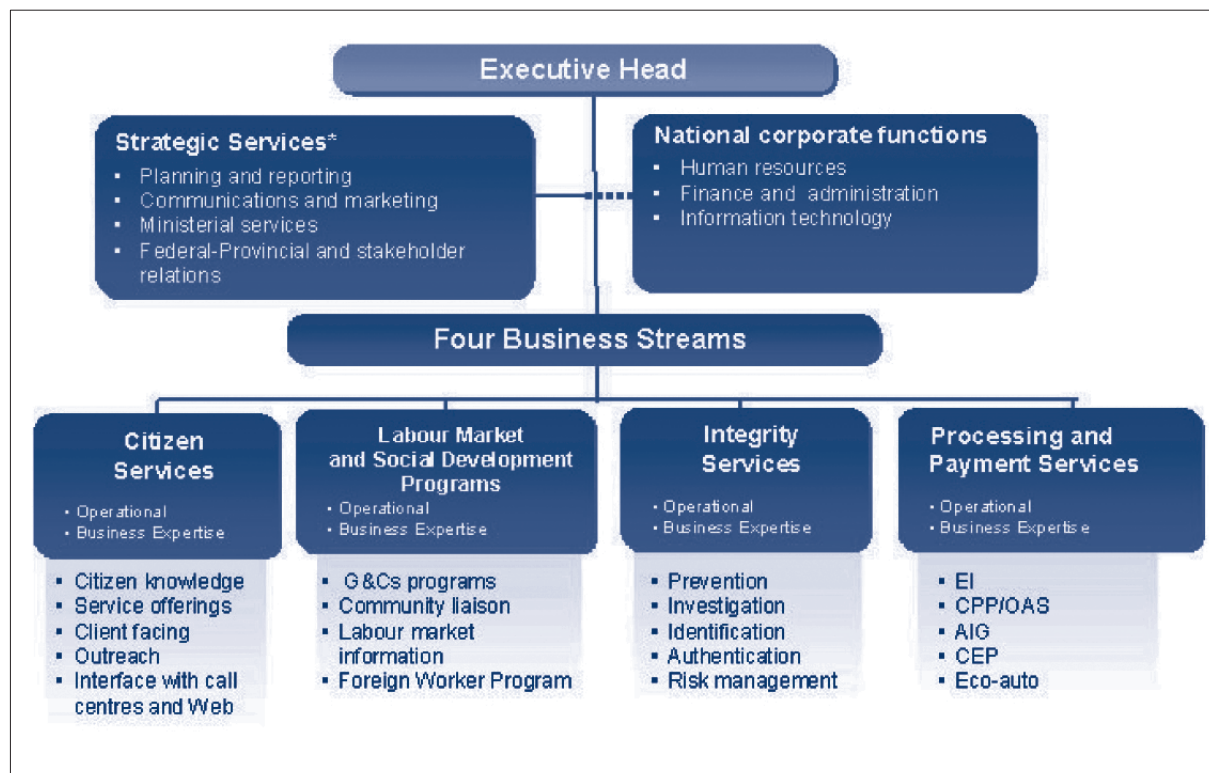 Executive Head
Strategic Services*
▪ Planning and reporting
▪ Communications and marketing
▪ Ministerial services
▪ Federal-Provincial and stakeholder
relations
National corporate functions
▪ Human resources
▪ Finance and administration
▪ Information technology
Four Business Streams
Citizen
Services
• Operational
• Business Expertise
▪ Citizen knowledge
▪ Service offerings
▪ Client facing
▪ Outreach
▪ Interface with call
centres and Web
Labour Market
and Social Development
Programs
• Operational
• Business Expertise
▪ G&Cs programs
▪ Community liaison
▪ Labour market
information
▪ Foreign Worker Program
Integrity
Services
• Operational
• Business Expertise
▪ Prevention
▪ Investigation
▪ Identification
▪ Authentication
▪ Risk management
Processing and
Payment Services
• Operational
• Business Expertise
▪ EI
▪ CPP/OAS
▪ AIG
▪ CEP
▪ Eco-auto